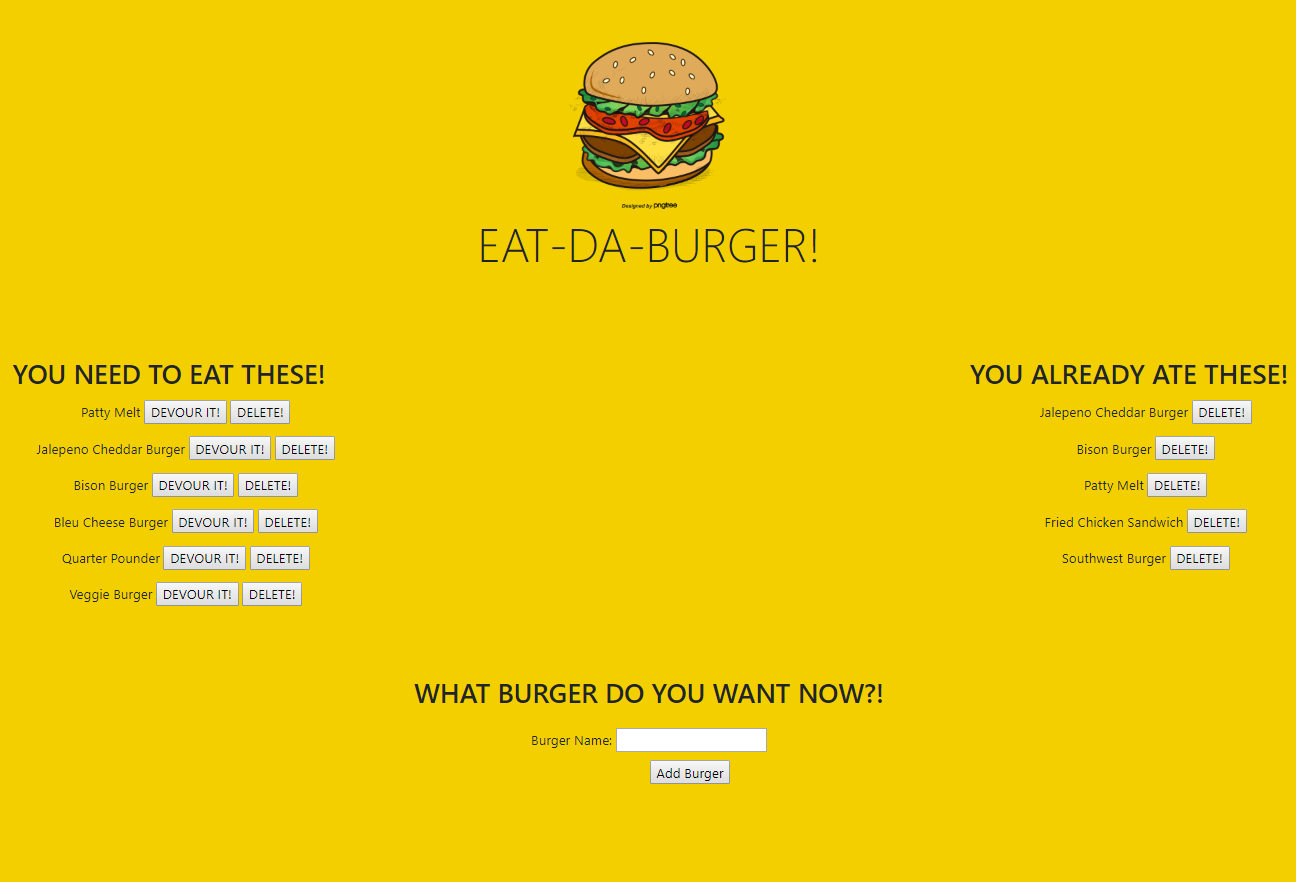 Designed by pngtree
EAT-DA-BURGER!
YOU NEED TO EAT THESE!
Patty Melt DEVOUR IT! DELETE!
Jalepeno Cheddar Burger DEVOUR IT! DELETE!
Bison Burger DEVOUR IT! DELETE!
Bleu Cheese Burger DEVOUR IT! DELETE!
Quarter Pounder DEVOUR IT! DELETE!
Veggie Burger DEVOUR IT! DELETE!
YOU ALREADY ATE THESE!
Jalepeno Cheddar Burger DELETE!
Bison Burger DELETE!
Patty Melt DELETE!
Fried Chicken Sandwich DELETE!
Southwest Burger DELETE!
WHAT BURGER DO YOU WANT NOW?!
Burger Name:
Add Burger